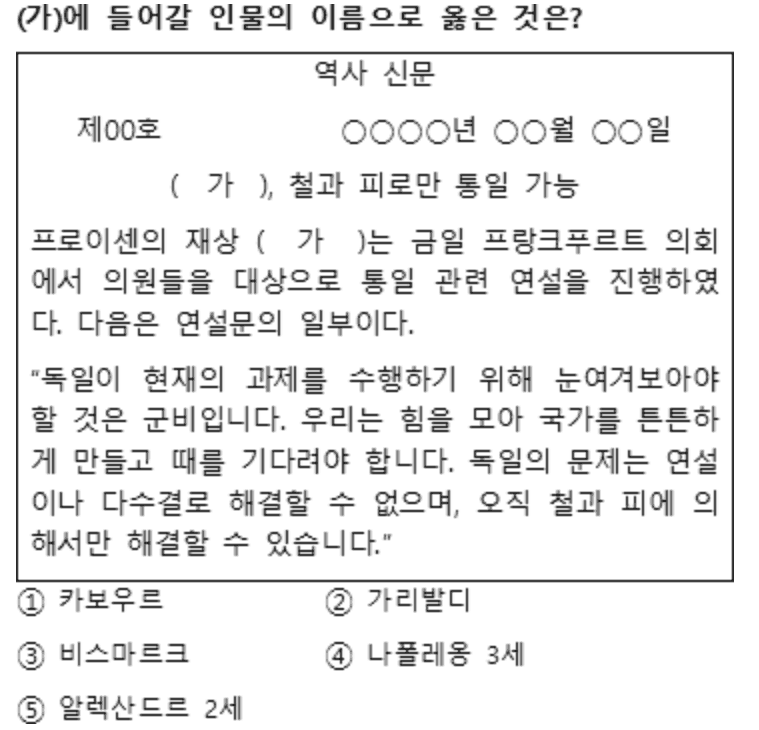 (가)에 들어갈 인물의 이름으로 옳은 것은?
역사 신문
제00호 ○○○○년 ○○월 ○○일
( 가 ), 철과 피로만 통일 가능
프로이센의 재상 ( 가 )는 금일 프랑크푸르트 의회
에서 의원들을 대상으로 통일 관련 연설을 진행하였
다. 다음은 연설문의 일부이다.
"독일이 현재의 과제를 수행하기 위해 눈여겨보아야
할 것은 군비입니다. 우리는 힘을 모아 국가를 튼튼하
게 만들고 때를 기다려야 합니다. 독일의 문제는 연설
이나 다수결로 해결할 수 없으며, 오직 철과 피에 의
해서만 해결할 수 있습니다."
① 카보우르 ② 가리발디
③ 비스마르크 ④ 나폴레옹 3세
⑤ 알렉산드르 2세